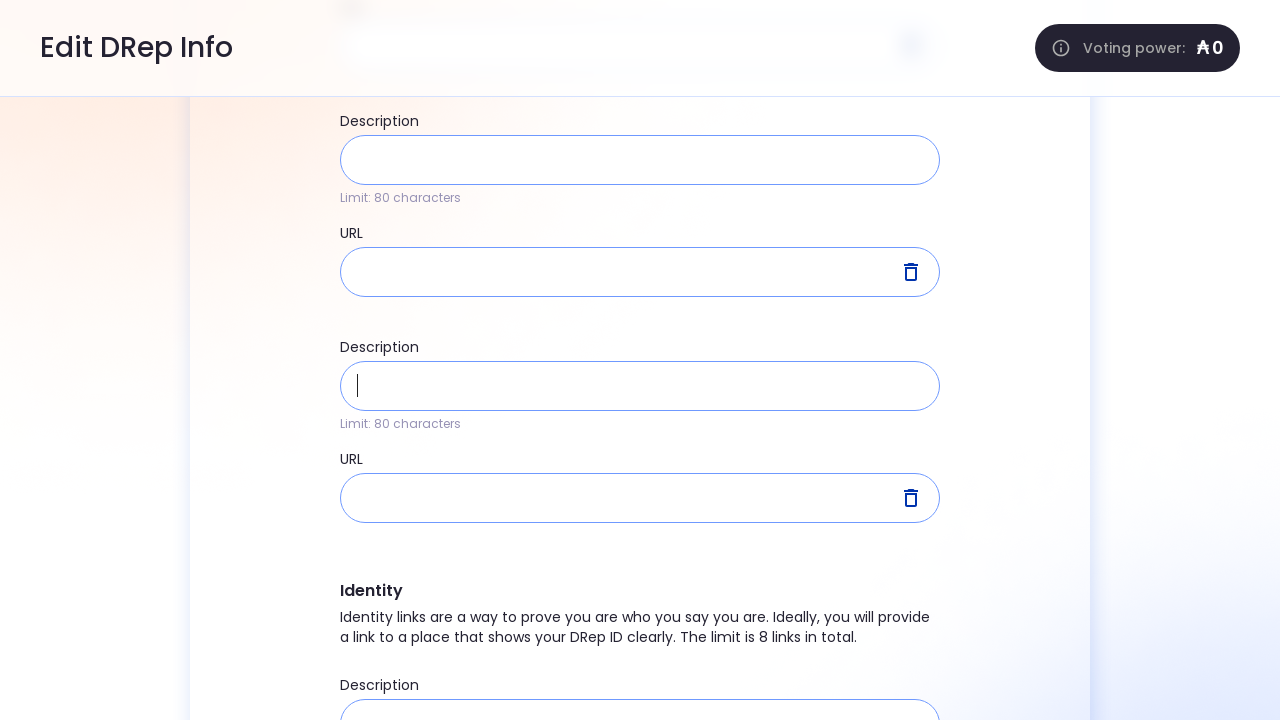 Edit DRep Info
Voting power: ₳ 0
Description
Limit: 80 characters
URL
Description
Limit: 80 characters
URL
Identity
Identity links are a way to prove you are who you say you are. Ideally, you will provide
a link to a place that shows your DRep ID clearly. The limit is 8 links in total.
Description